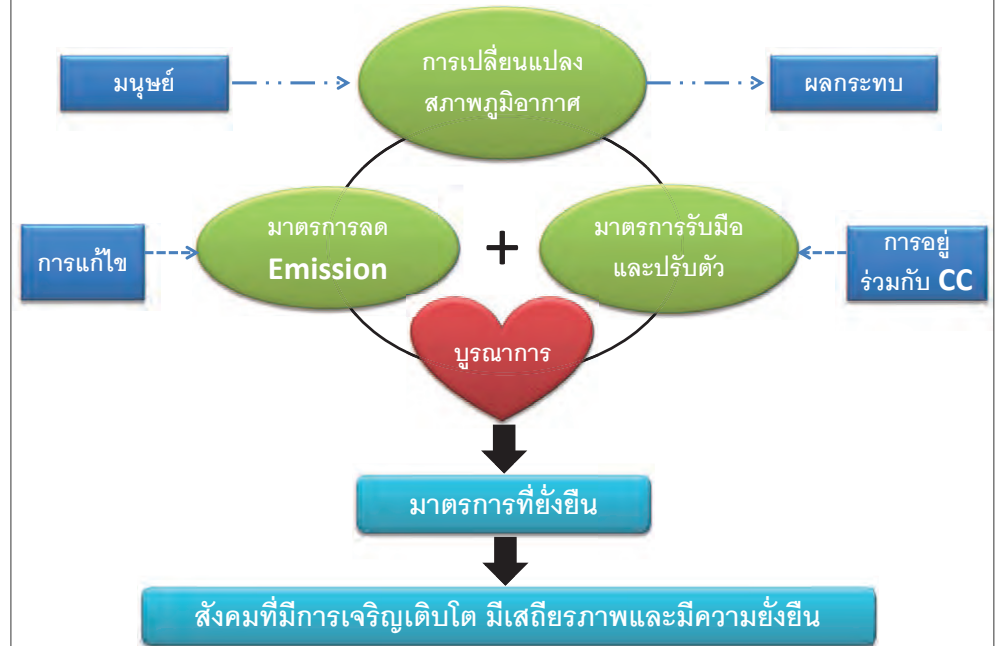 มนุษย์
การเปลี่ยนแปลง
สภาพภูมิอากาศ
ผลกระทบ
การแก้ไข
มาตรการลด
Emission
+
มาตรการรับมือ
และปรับตัว
การอยู่
ร่วมกับ CC
บูรณาการ
มาตรการที่ยั่งยืน
สังคมที่มีการเจริญเติบโต มีเสถียรภาพและมีความยั่งยืน